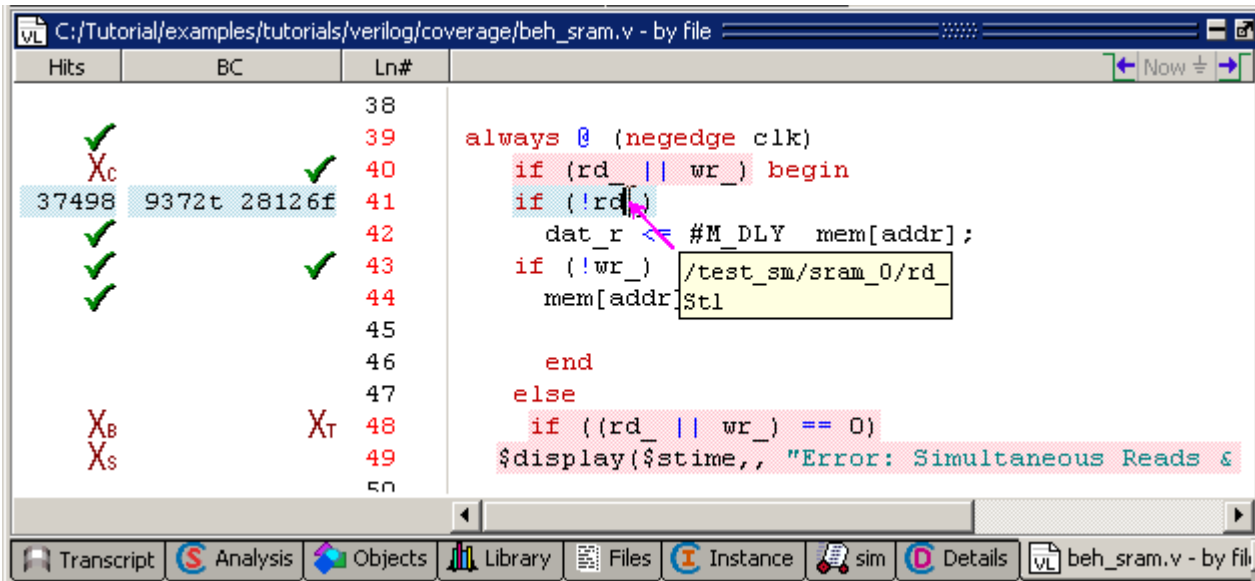 C:/Tutorial/examples/tutorials/verilog/coverage/beh_sram.v - by file
Hits BC Ln# Now
38
39 always @ (negedge clk)
XC 40 if (rd_ || wr_) begin
37498 9372t 28126f 41 if (!rd_)
42 dat_r <= #M_DLY mem[addr];
43 if (!wr_)
44 mem[addr]
/test_sm/sram_0/rd_
St1
45
46 end
47 else
XB XT 48 if ((rd_ || wr_) == 0)
XS 49 $display($stime,, "Error: Simultaneous Reads &
50
Transcript Analysis Objects Library Files Instance sim Details beh_sram.v - by fil